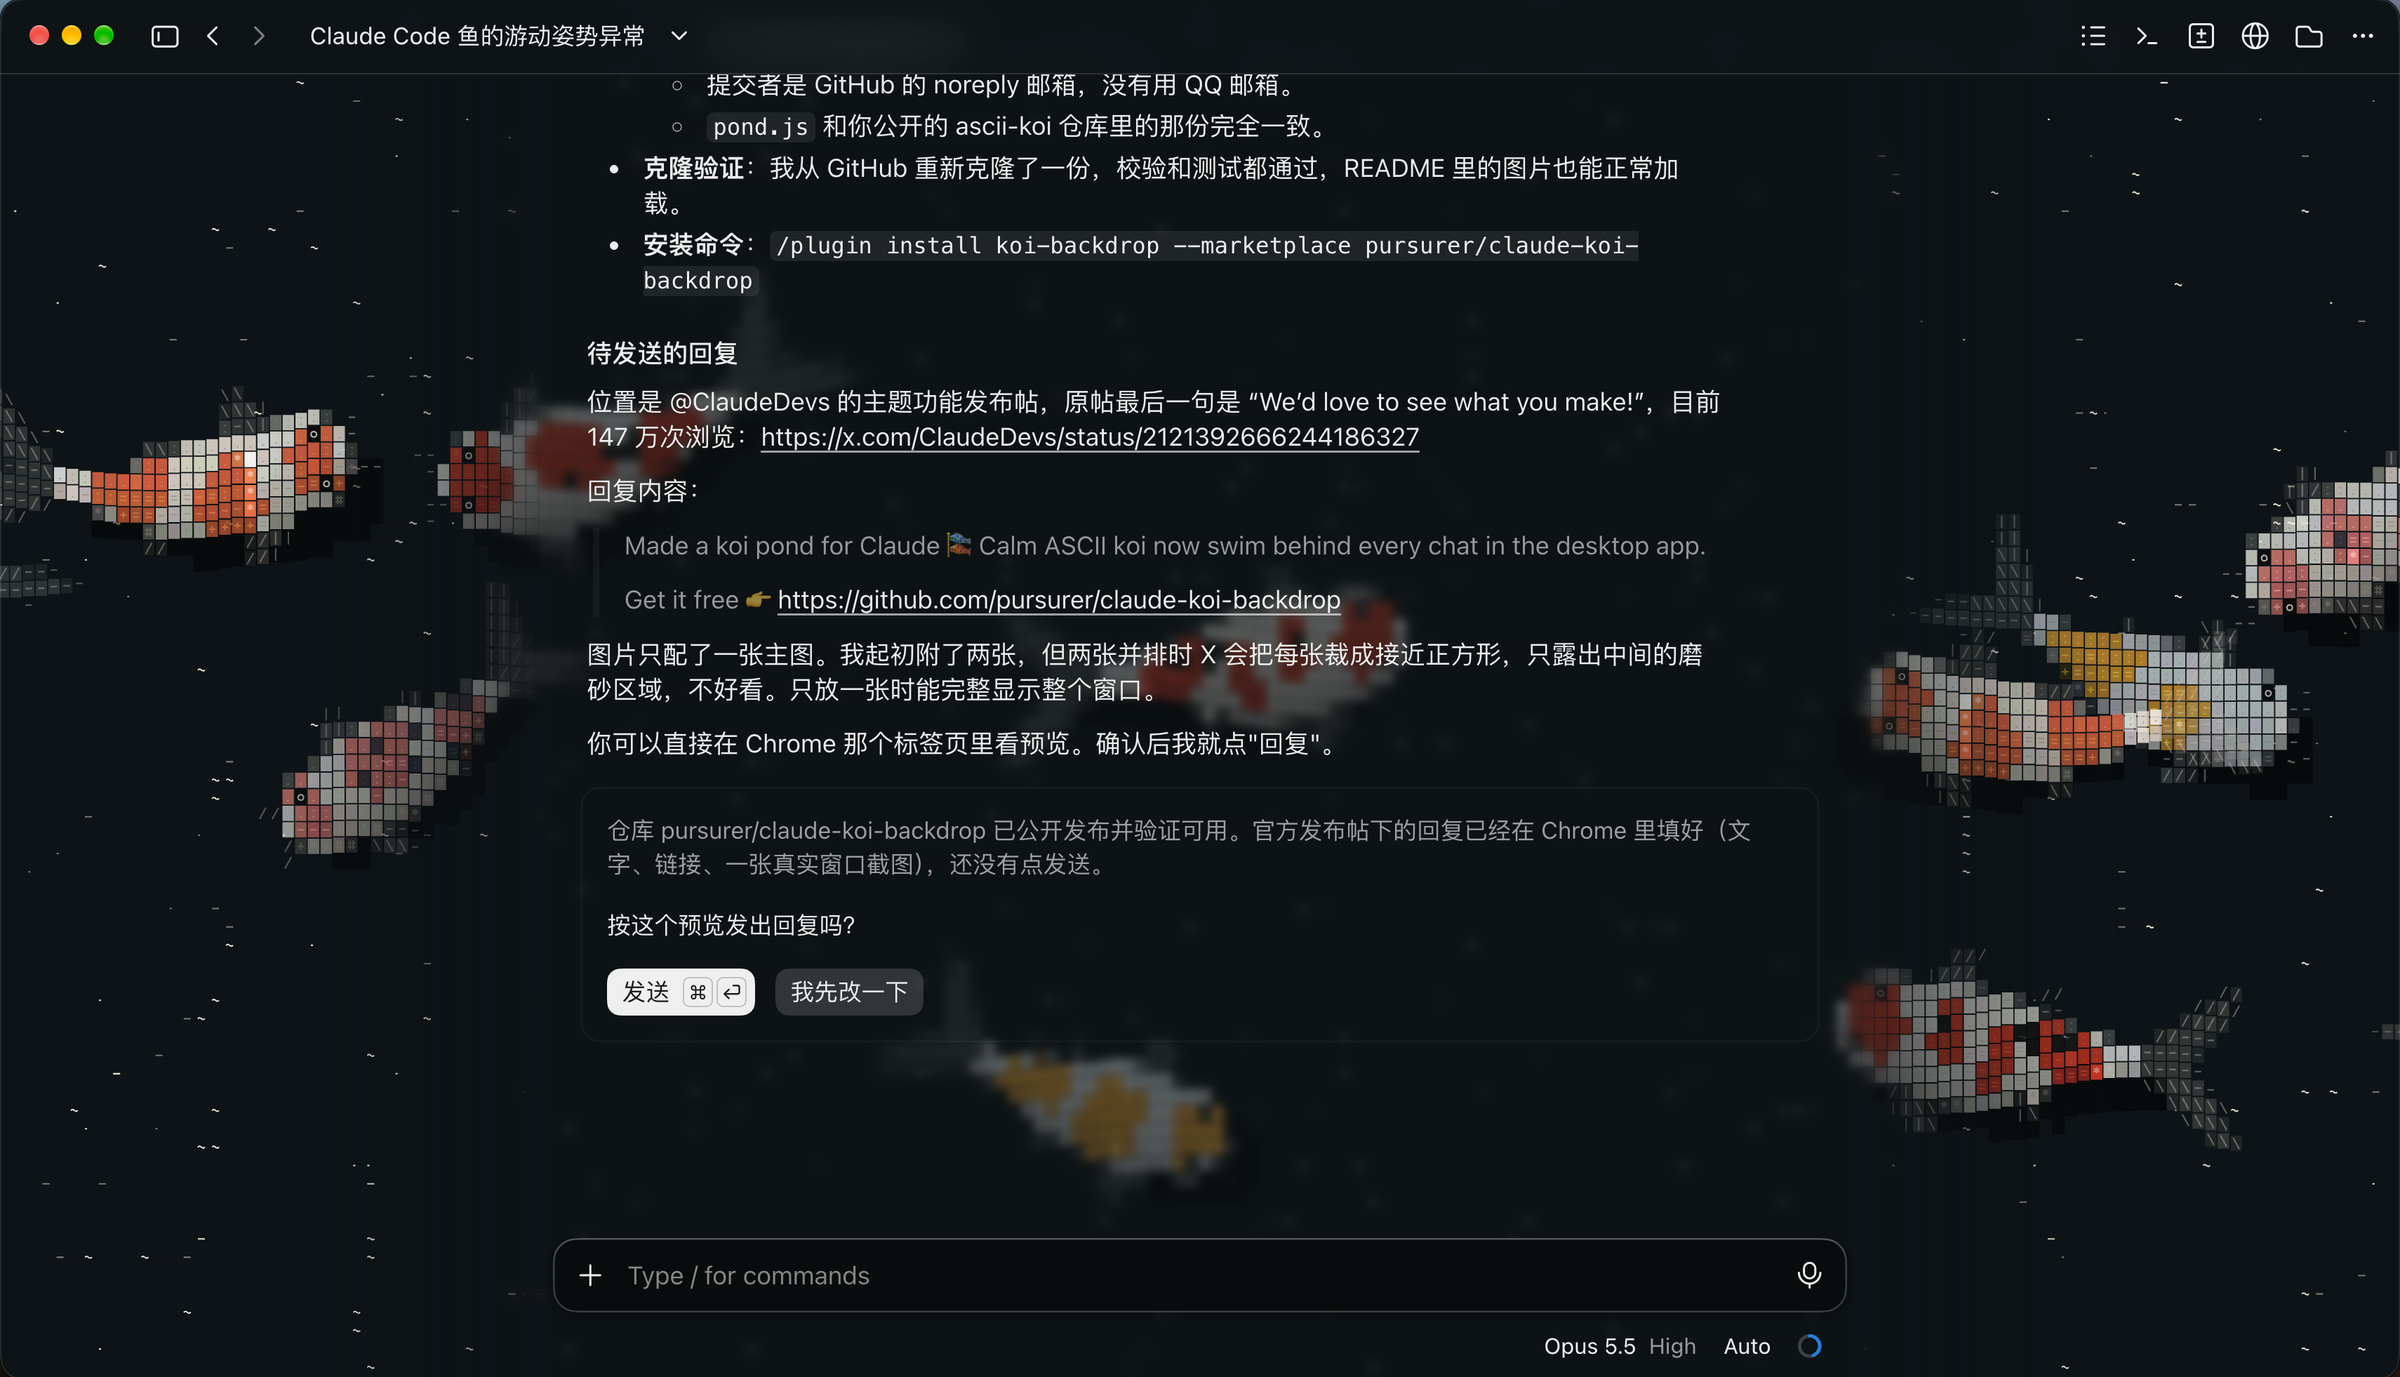 Claude Code 鱼的游动姿势异常
提交者是 GitHub 的 noreply 邮箱，没有用 QQ 邮箱。
pond.js 和你公开的 ascii-koi 仓库里的那份完全一致。
克隆验证：我从 GitHub 重新克隆了一份，校验和测试都通过，README 里的图片也能正常加
载。
安装命令：/plugin install koi-backdrop --marketplace pursurer/claude-koi-
backdrop
待发送的回复
位置是 @ClaudeDevs 的主题功能发布帖，原帖最后一句是 “We’d love to see what you make!”，目前
147 万次浏览：https://x.com/ClaudeDevs/status/2121392666244186327
回复内容：
Made a koi pond for Claude 🎏 Calm ASCII koi now swim behind every chat in the desktop app.
Get it free 👉 https://github.com/pursurer/claude-koi-backdrop
图片只配了一张主图。我起初附了两张，但两张并排时 X 会把每张裁成接近正方形，只露出中间的磨
砂区域，不好看。只放一张时能完整显示整个窗口。
你可以直接在 Chrome 那个标签页里看预览。确认后我就点"回复"。
仓库 pursurer/claude-koi-backdrop 已公开发布并验证可用。官方发布帖下的回复已经在 Chrome 里填好（文
字、链接、一张真实窗口截图），还没有点发送。
按这个预览发出回复吗？
发送 ⌘ ↩ 我先改一下
Type / for commands
Opus 5.5 High Auto